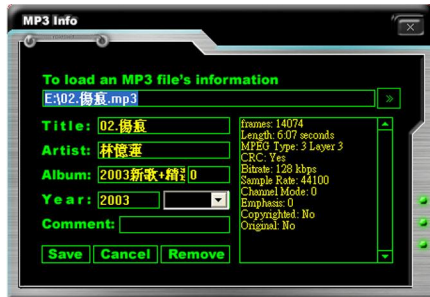 MP3 Info
To load an MP3 file's information
E:\02.傷痕.mp3
Title: 02.傷痕
Artist: 林憶蓮
Album: 2003新歌+精 0
Year: 2003
Comment:
Save Cancel Remove
frames: 14074
Length: 6:07 seconds
MPEG Type: 3 Layer 3
CRC: Yes
Bitrate: 128 kbps
Sample Rate: 44100
Channel Mode: 0
Emphasis: 0
Copyrighted: No
Original: No